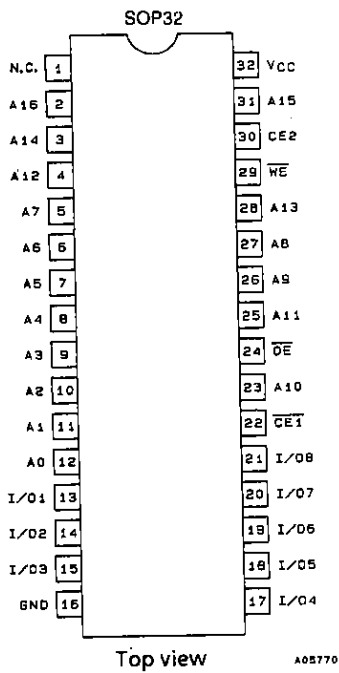 SOP32
N.C. 1 32 VCC
A16 2 31 A15
A14 3 30 CE2
A12 4 29 W̅E̅
A7 5 28 A13
A6 6 27 A8
A5 7 26 A9
A4 8 25 A11
A3 9 24 O̅E̅
A2 10 23 A10
A1 11 22 C̅E̅1̅
A0 12 21 I/O8
I/O1 13 20 I/O7
I/O2 14 19 I/O6
I/O3 15 18 I/O5
GND 16 17 I/O4
Top view
A05770